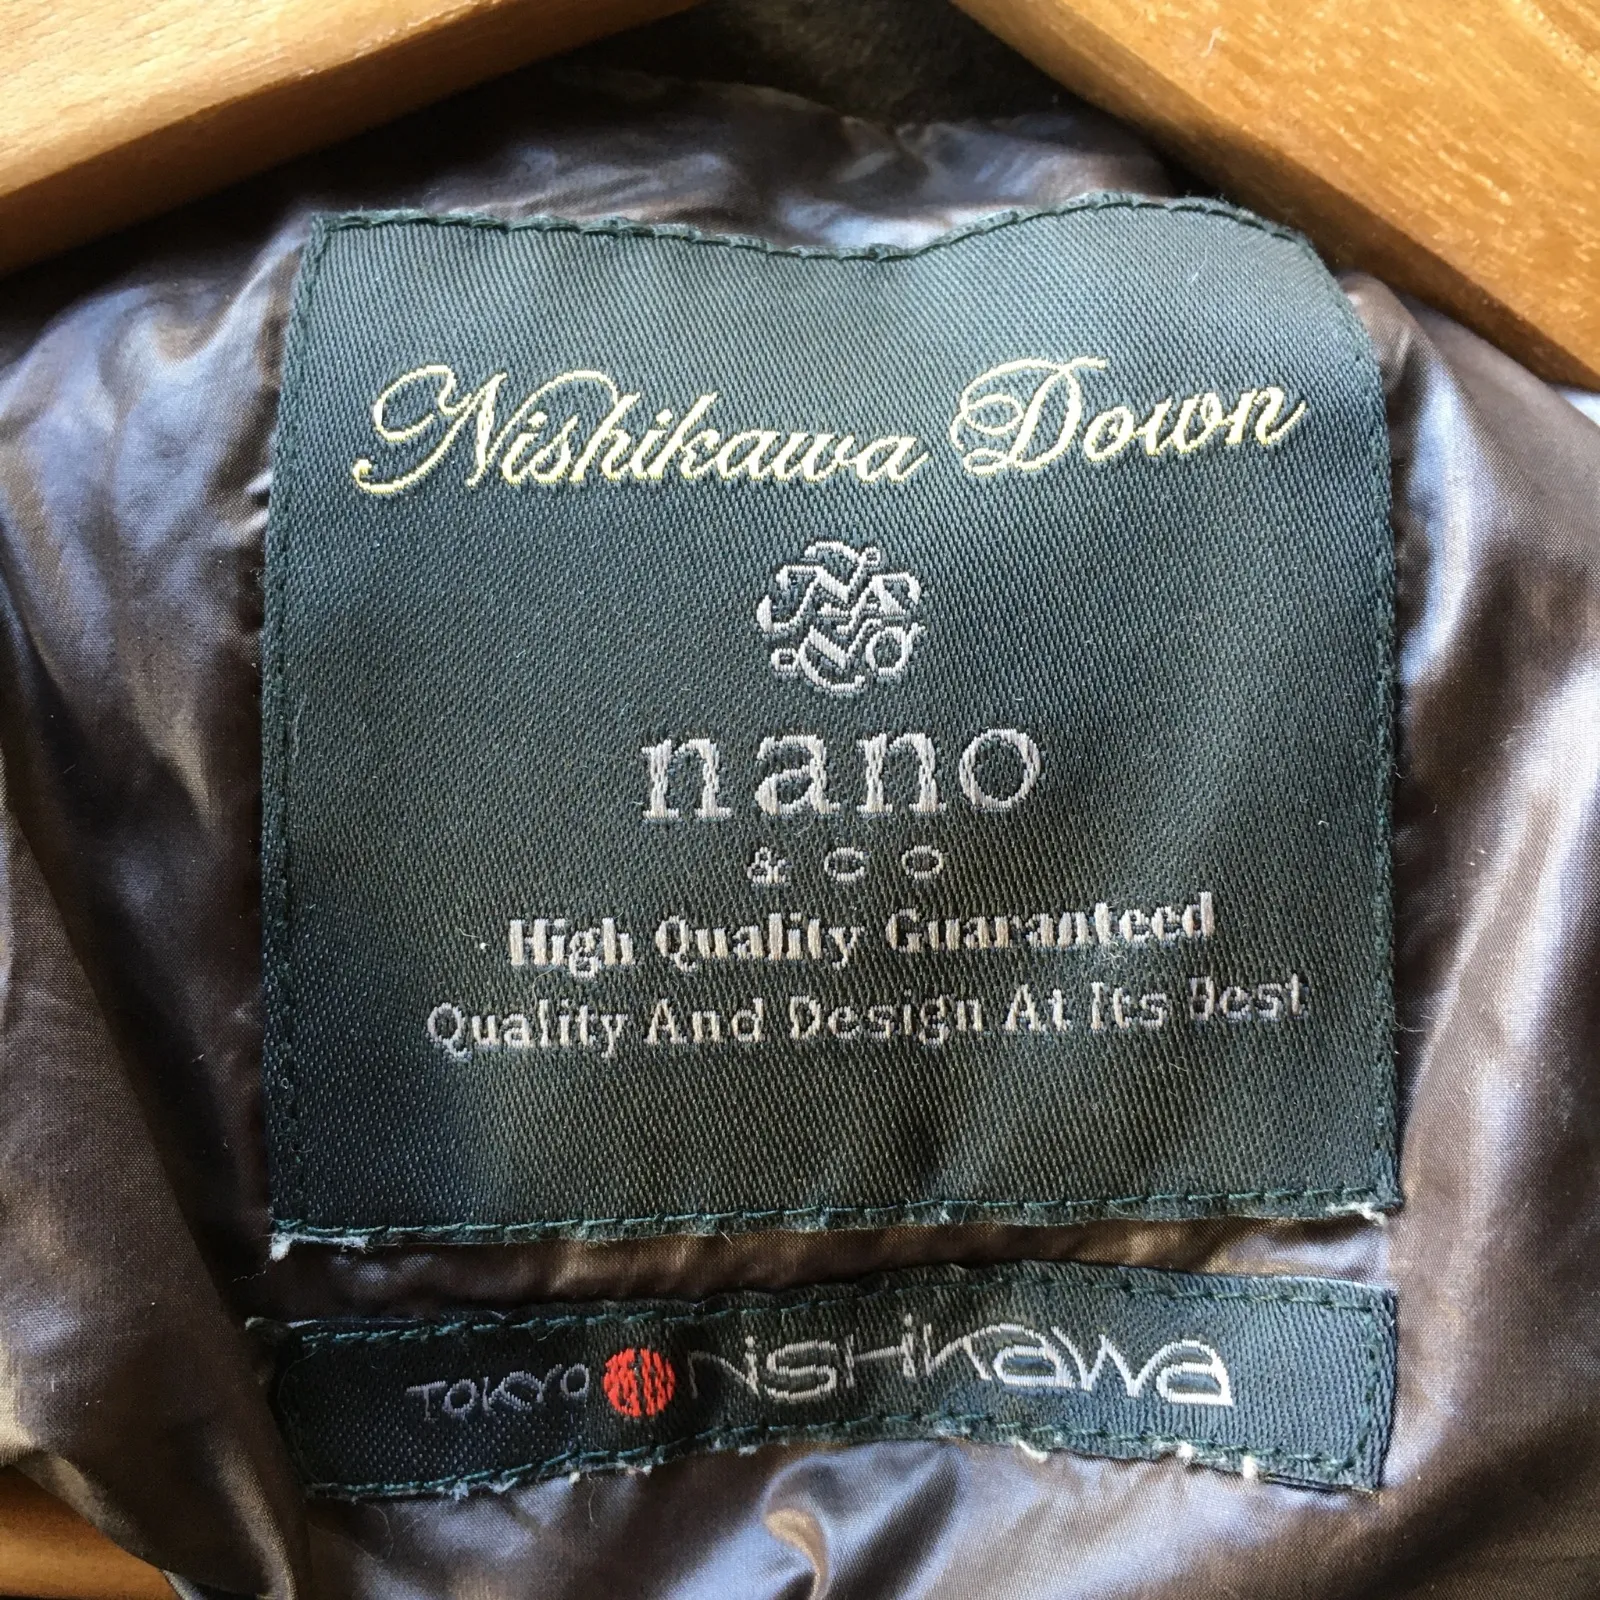 Nishikawa Down
nano
& CO
High Quality Guaranteed
Quality And Design At Its Best
TOKYO NiSHiKaWa